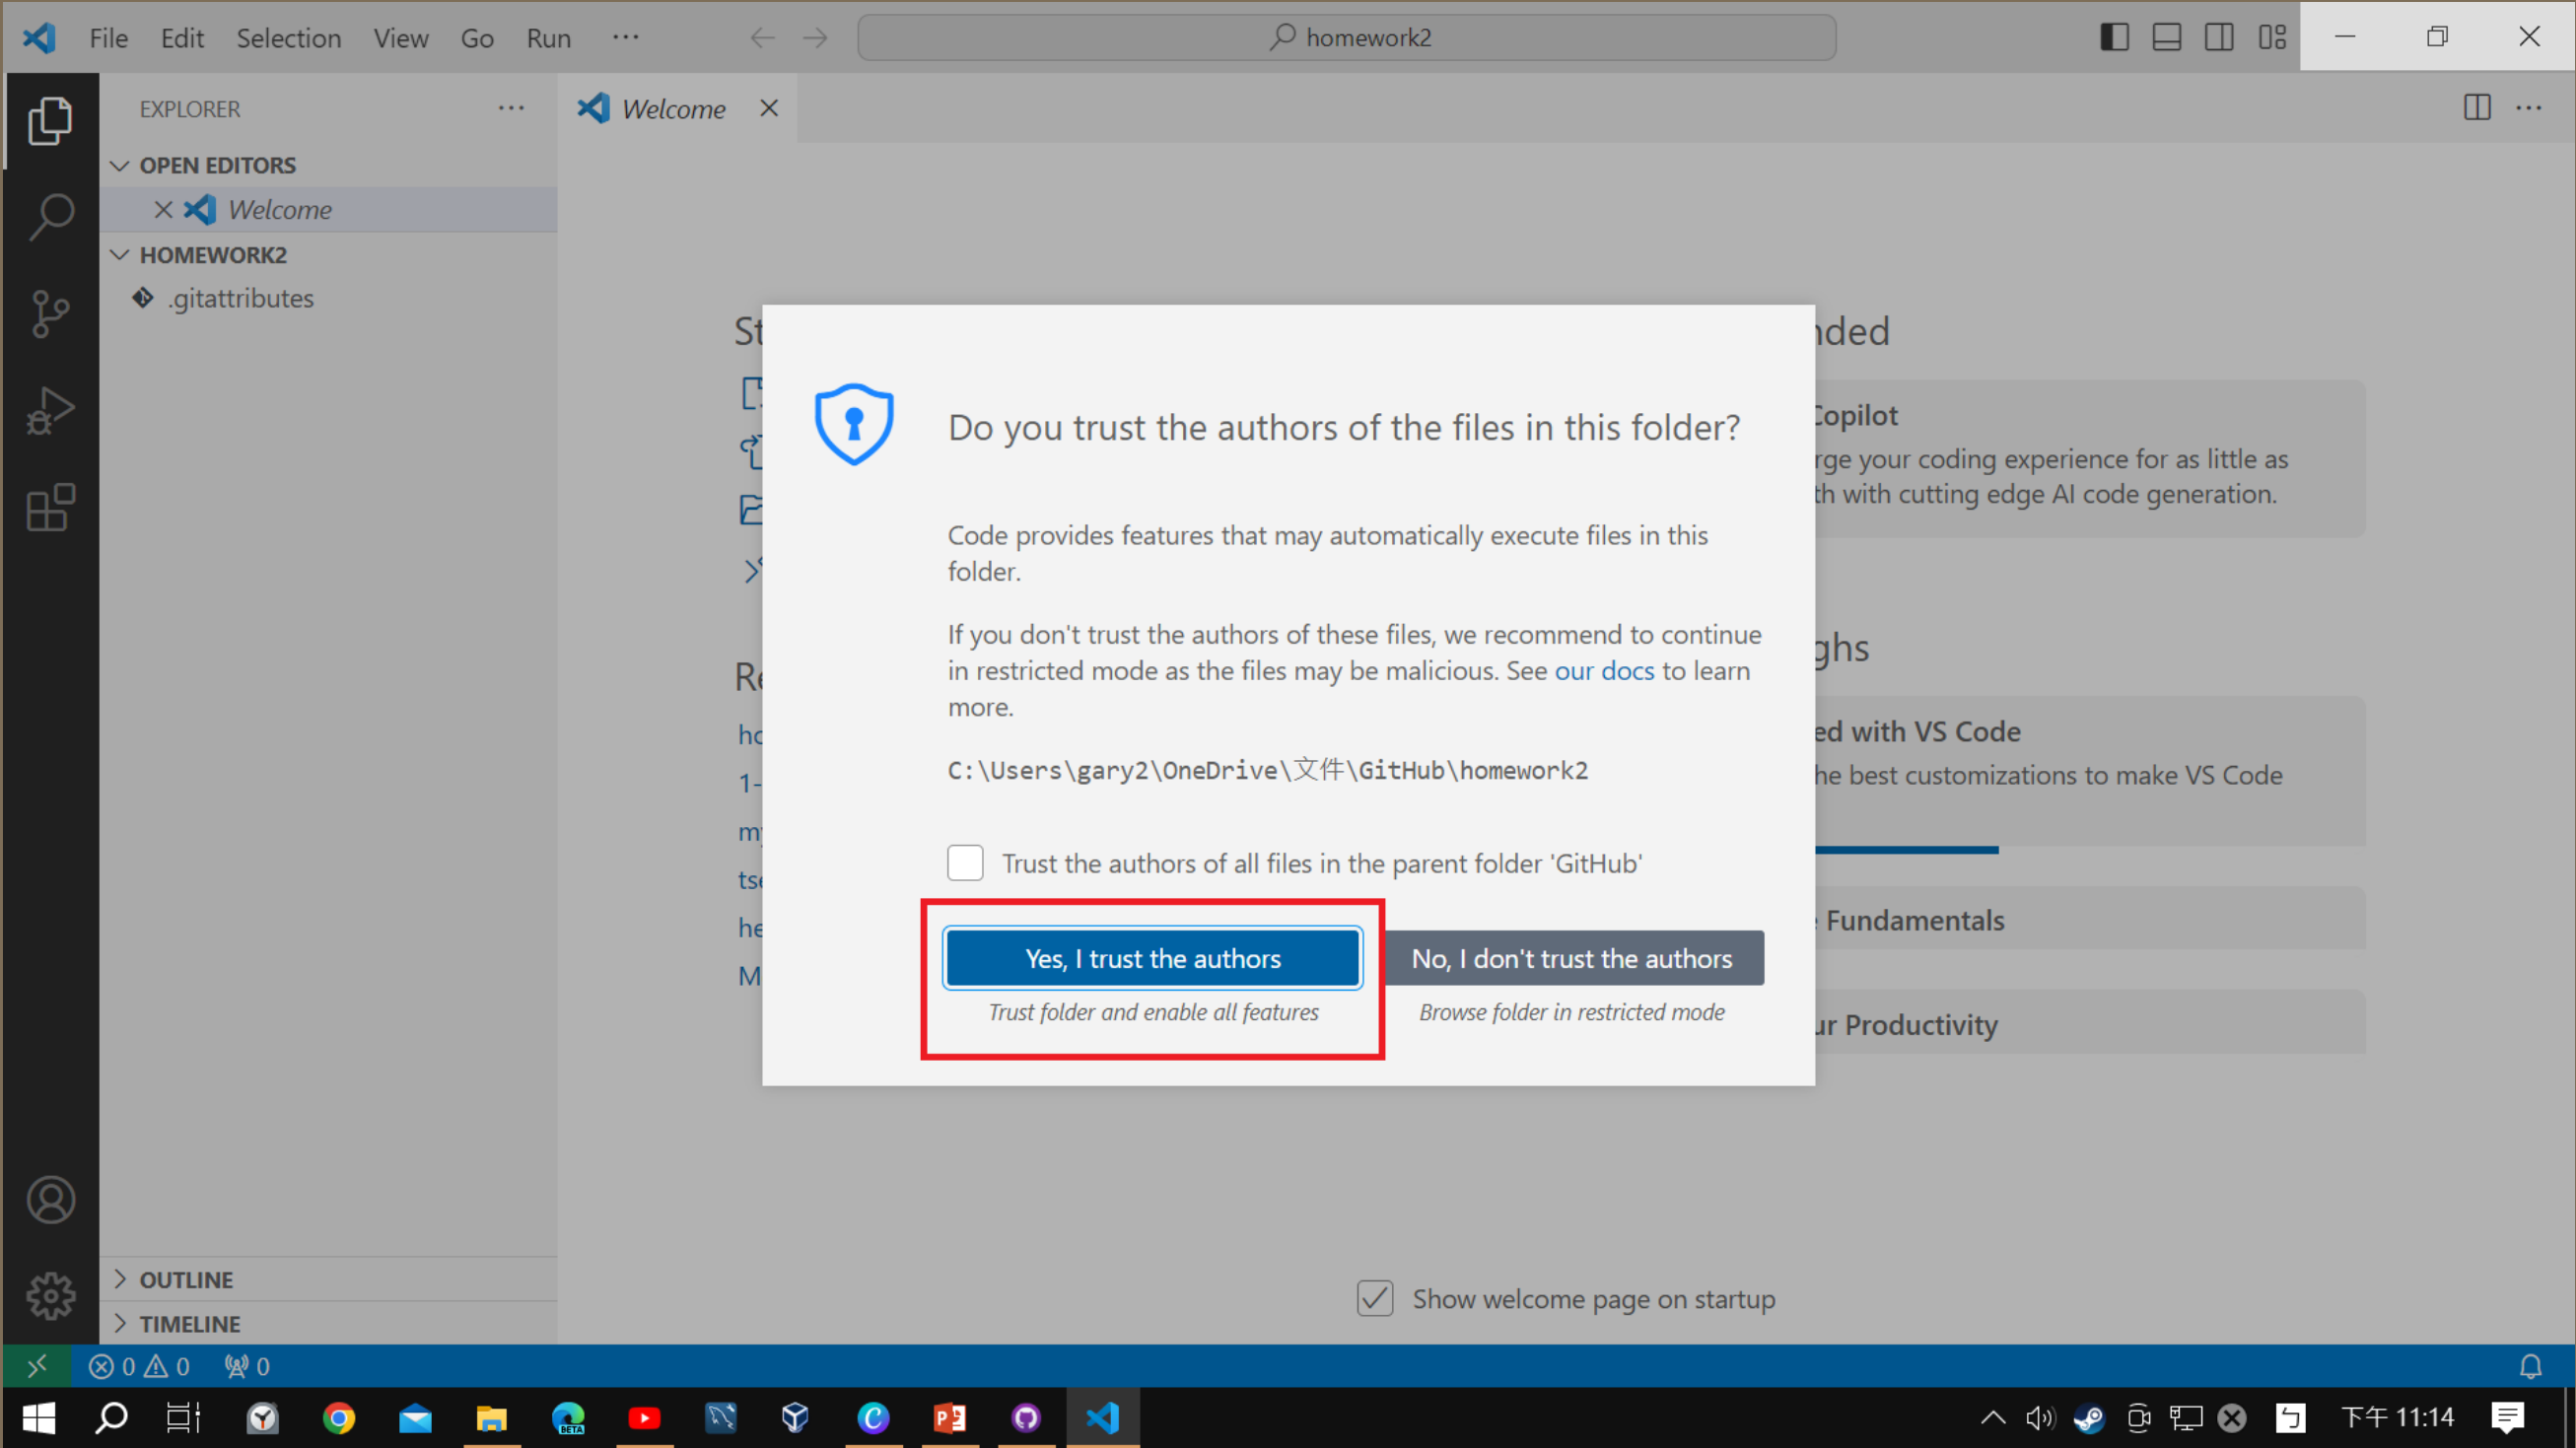 File Edit Selection View Go Run ...
homework2
EXPLORER
Welcome
OPEN EDITORS
Welcome
HOMEWORK2
.gitattributes
OUTLINE
TIMELINE
Do you trust the authors of the files in this folder?
Code provides features that may automatically execute files in this
folder.
If you don't trust the authors of these files, we recommend to continue
in restricted mode as the files may be malicious. See our docs to learn
more.
C:\Users\gary2\OneDrive\文件\GitHub\homework2
Trust the authors of all files in the parent folder 'GitHub'
Yes, I trust the authors
No, I don't trust the authors
Trust folder and enable all features
Browse folder in restricted mode
Copilot
your coding experience for as little as
with cutting edge AI code generation.
with VS Code
best customizations to make VS Code
Fundamentals
Productivity
Show welcome page on startup
0 0 0
BETA
下午 11:14